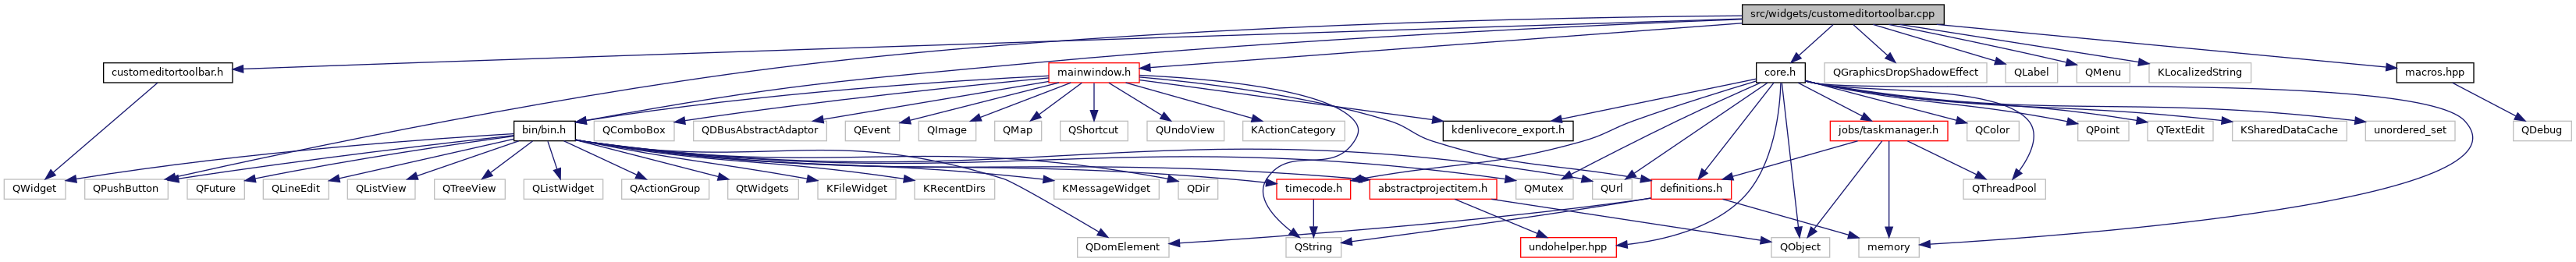 src/widgets/customeditortoolbar.cpp
customeditortoolbar.h
mainwindow.h
core.h
QGraphicsDropShadowEffect
QLabel
QMenu
KLocalizedString
macros.hpp
bin/bin.h
QComboBox
QDBusAbstractAdaptor
QEvent
QImage
QMap
QShortcut
QUndoView
KActionCategory
kdenlivecore_export.h
jobs/taskmanager.h
QColor
QPoint
QTextEdit
KSharedDataCache
unordered_set
QDebug
QWidget
QPushButton
QFuture
QLineEdit
QListView
QTreeView
QListWidget
QActionGroup
QtWidgets
KFileWidget
KRecentDirs
KMessageWidget
QDir
timecode.h
abstractprojectitem.h
QMutex
QUrl
definitions.h
QThreadPool
QDomElement
QString
undohelper.hpp
QObject
memory